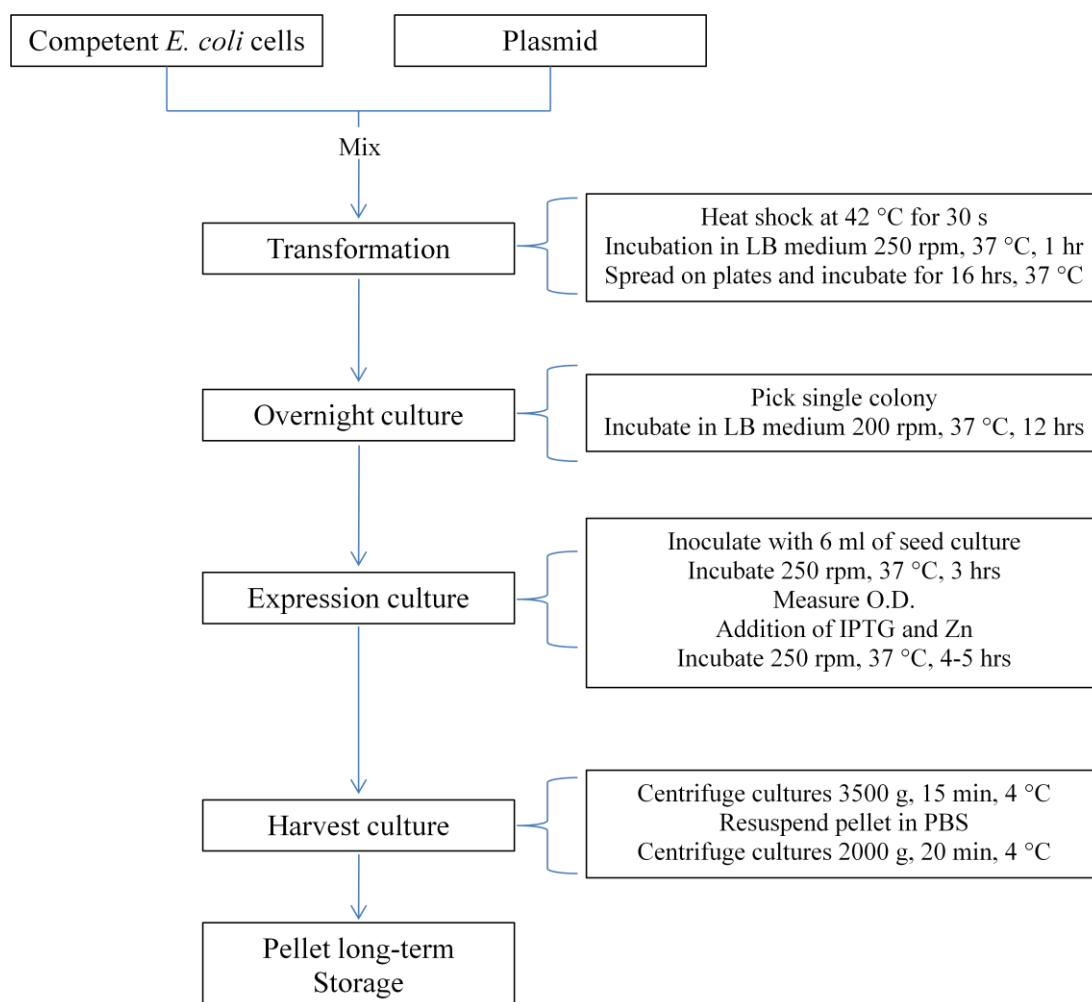 Competent E. coli cells
Plasmid
Mix
Transformation
Heat shock at 42 °C for 30 s
Incubation in LB medium 250 rpm, 37 °C, 1 hr
Spread on plates and incubate for 16 hrs, 37 °C
Overnight culture
Pick single colony
Incubate in LB medium 200 rpm, 37 °C, 12 hrs
Expression culture
Inoculate with 6 ml of seed culture
Incubate 250 rpm, 37 °C, 3 hrs
Measure O.D.
Addition of IPTG and Zn
Incubate 250 rpm, 37 °C, 4-5 hrs
Harvest culture
Centrifuge cultures 3500 g, 15 min, 4 °C
Resuspend pellet in PBS
Centrifuge cultures 2000 g, 20 min, 4 °C
Pellet long-term
Storage